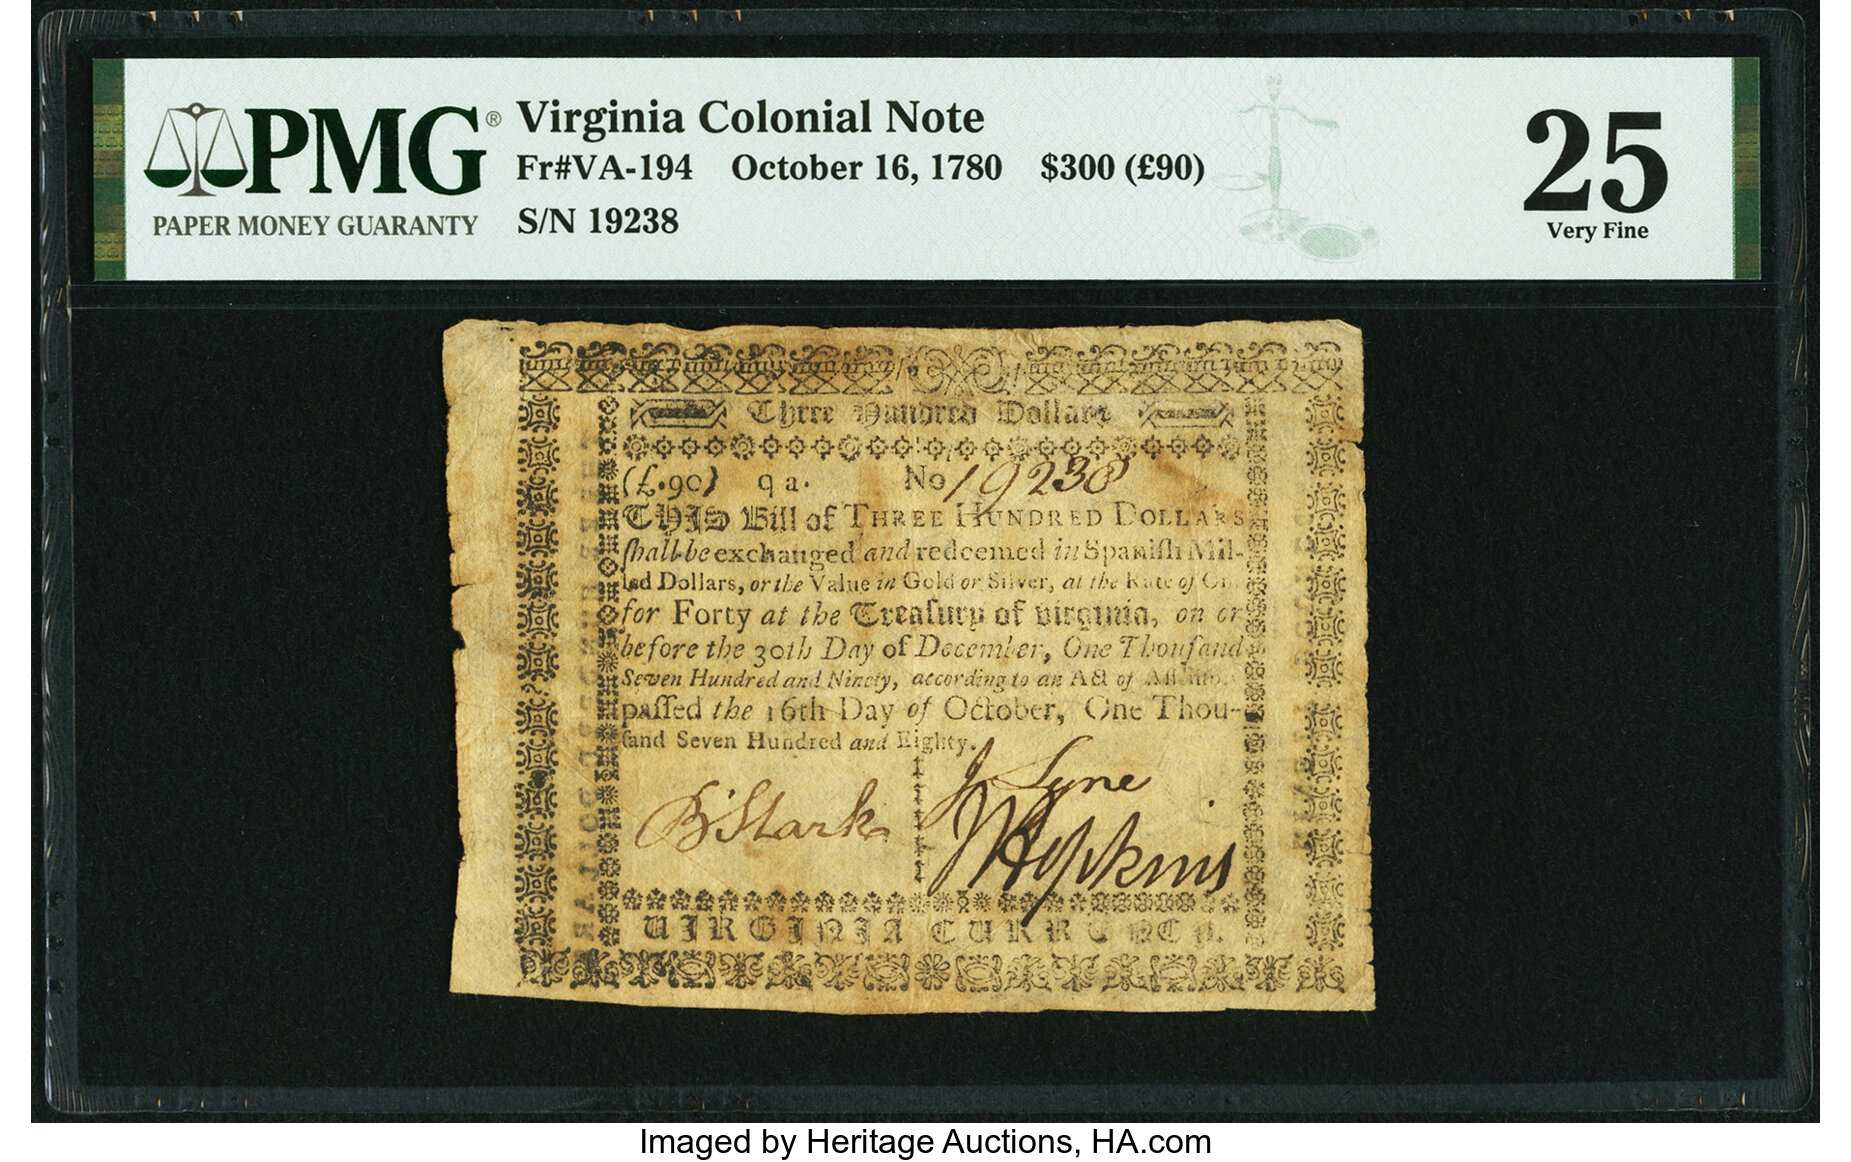 PMG® Virginia Colonial Note
Fr#VA-194 October 16, 1780 $300 (£90)
PAPER MONEY GUARANTY S/N 19238
25
Very Fine
Three Hundred Dollars
(£.90) q a. No 19238
THIS Bill of THREE HUNDRED DOLLARS
ſhall be exchanged and redeemed in Spaniſh Mil-
led Dollars, or the Value in Gold or Silver, at the Rate of One
for Forty at the Treaſury of virginia, on or
before the 30th Day of December, One Thouſand
Seven Hundred and Ninety, according to an Act of
paſſed the 16th Day of October, One Thou-
ſand Seven Hundred and Eighty.
J Lyne
B Stark
J Hopkins
VIRGINIA CURRENCY.
Imaged by Heritage Auctions, HA.com